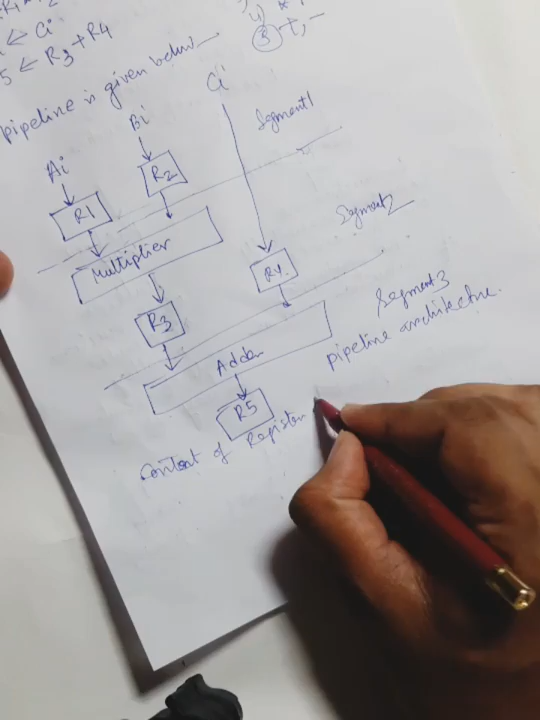 ← Ci
5 ← R3 + R4
4) *
3 +, -
pipeline is given below
Ci
Bi
Segment1
Ai
R2
R1
Segment2
Multiplier
R4
R3
Segment3
pipeline architecture.
Adder
R5
Content of Register